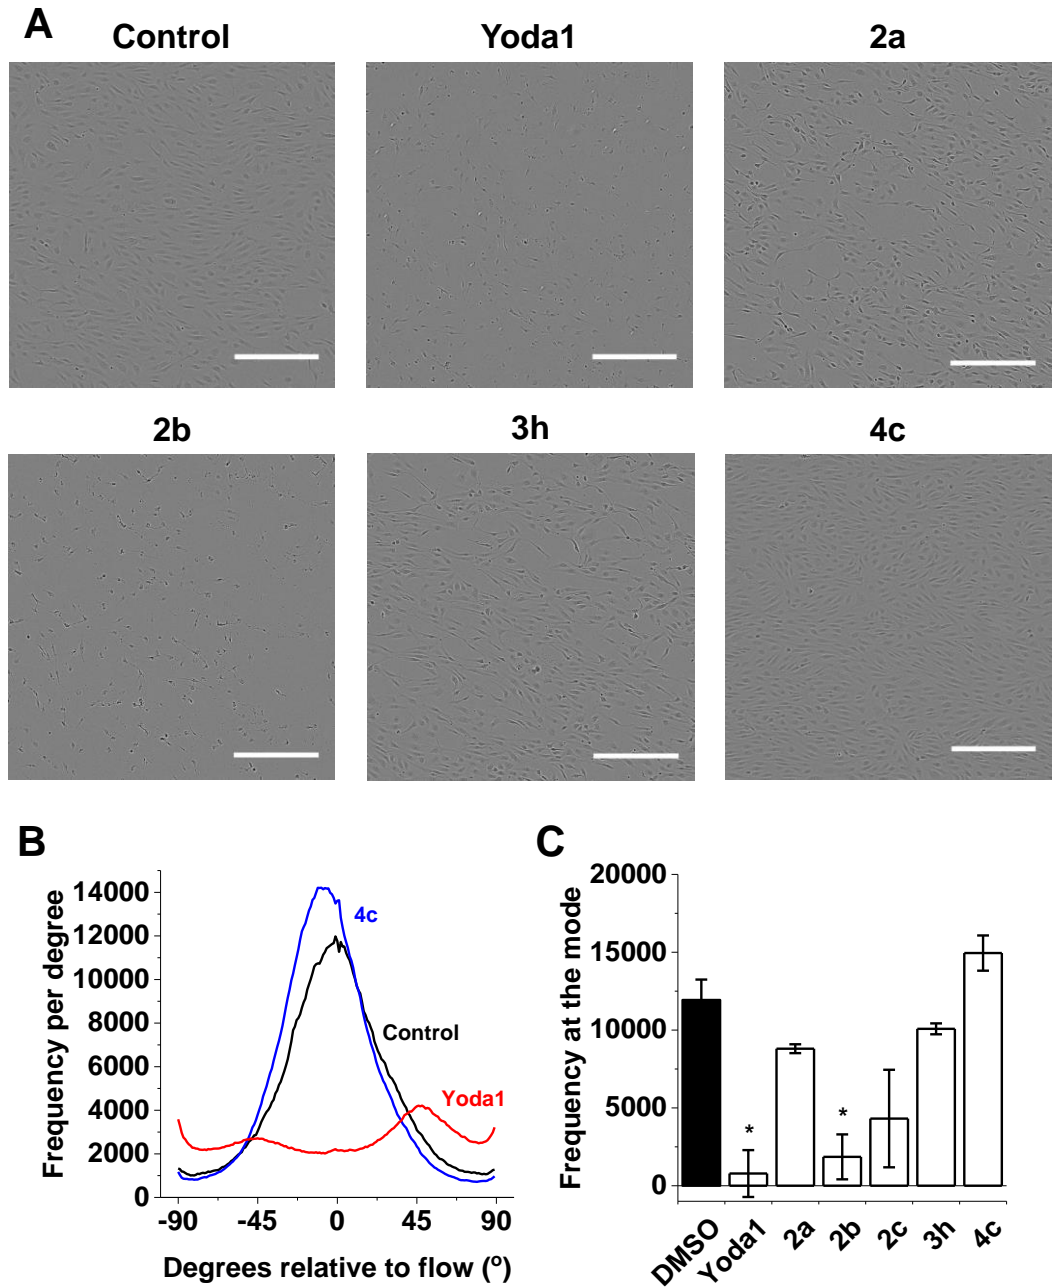 A
Control
Yoda1
2a
2b
3h
4c
B
Frequency per degree
14000
12000
10000
8000
6000
4000
2000
0
-90
-45
0
45
90
4c
Control
Yoda1
Degrees relative to flow (º)
C
Frequency at the mode
20000
15000
10000
5000
0
*
*
DMSO
Yoda1
2a
2b
2c
3h
4c